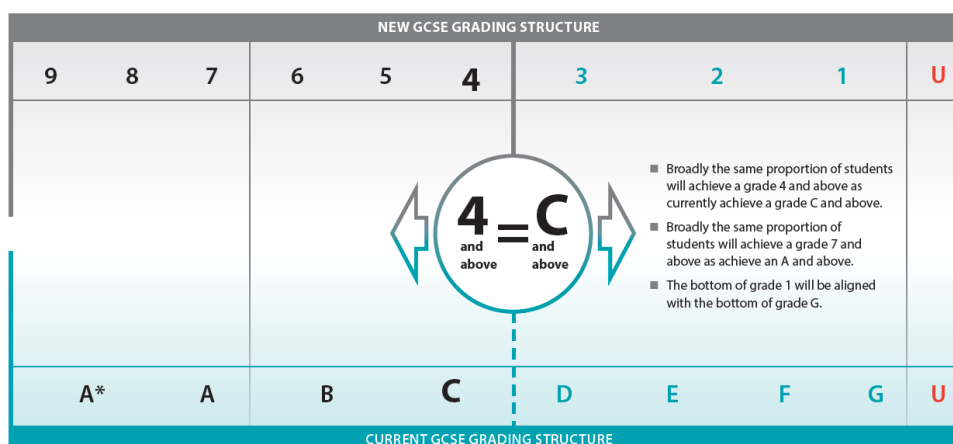 NEW GCSE GRADING STRUCTURE
9 8 7 6 5 4 3 2 1 U
■ Broadly the same proportion of students
will achieve a grade 4 and above as
currently achieve a grade C and above.
■ Broadly the same proportion of
students will achieve a grade 7 and
above as achieve an A and above.
■ The bottom of grade 1 will be aligned
with the bottom of grade G.
4 = C
and and
above above
A* A B C D E F G U
CURRENT GCSE GRADING STRUCTURE